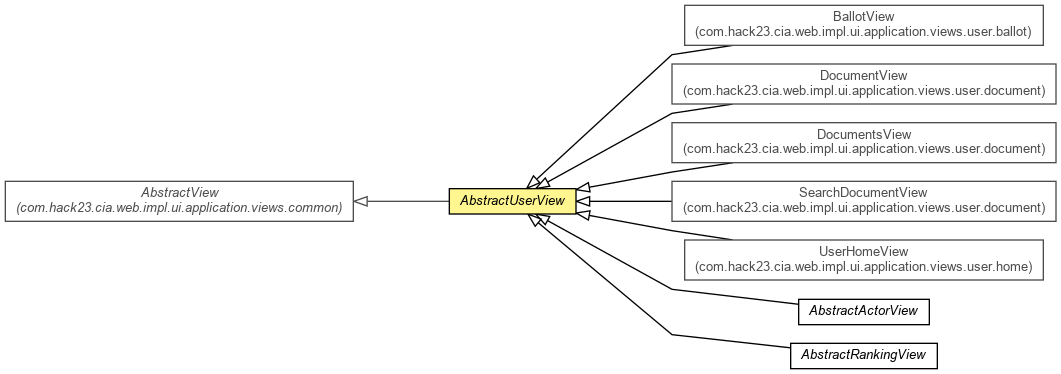 BallotView
(com.hack23.cia.web.impl.ui.application.views.user.ballot)
DocumentView
(com.hack23.cia.web.impl.ui.application.views.user.document)
DocumentsView
(com.hack23.cia.web.impl.ui.application.views.user.document)
AbstractView
(com.hack23.cia.web.impl.ui.application.views.common)
AbstractUserView
SearchDocumentView
(com.hack23.cia.web.impl.ui.application.views.user.document)
UserHomeView
(com.hack23.cia.web.impl.ui.application.views.user.home)
AbstractActorView
AbstractRankingView